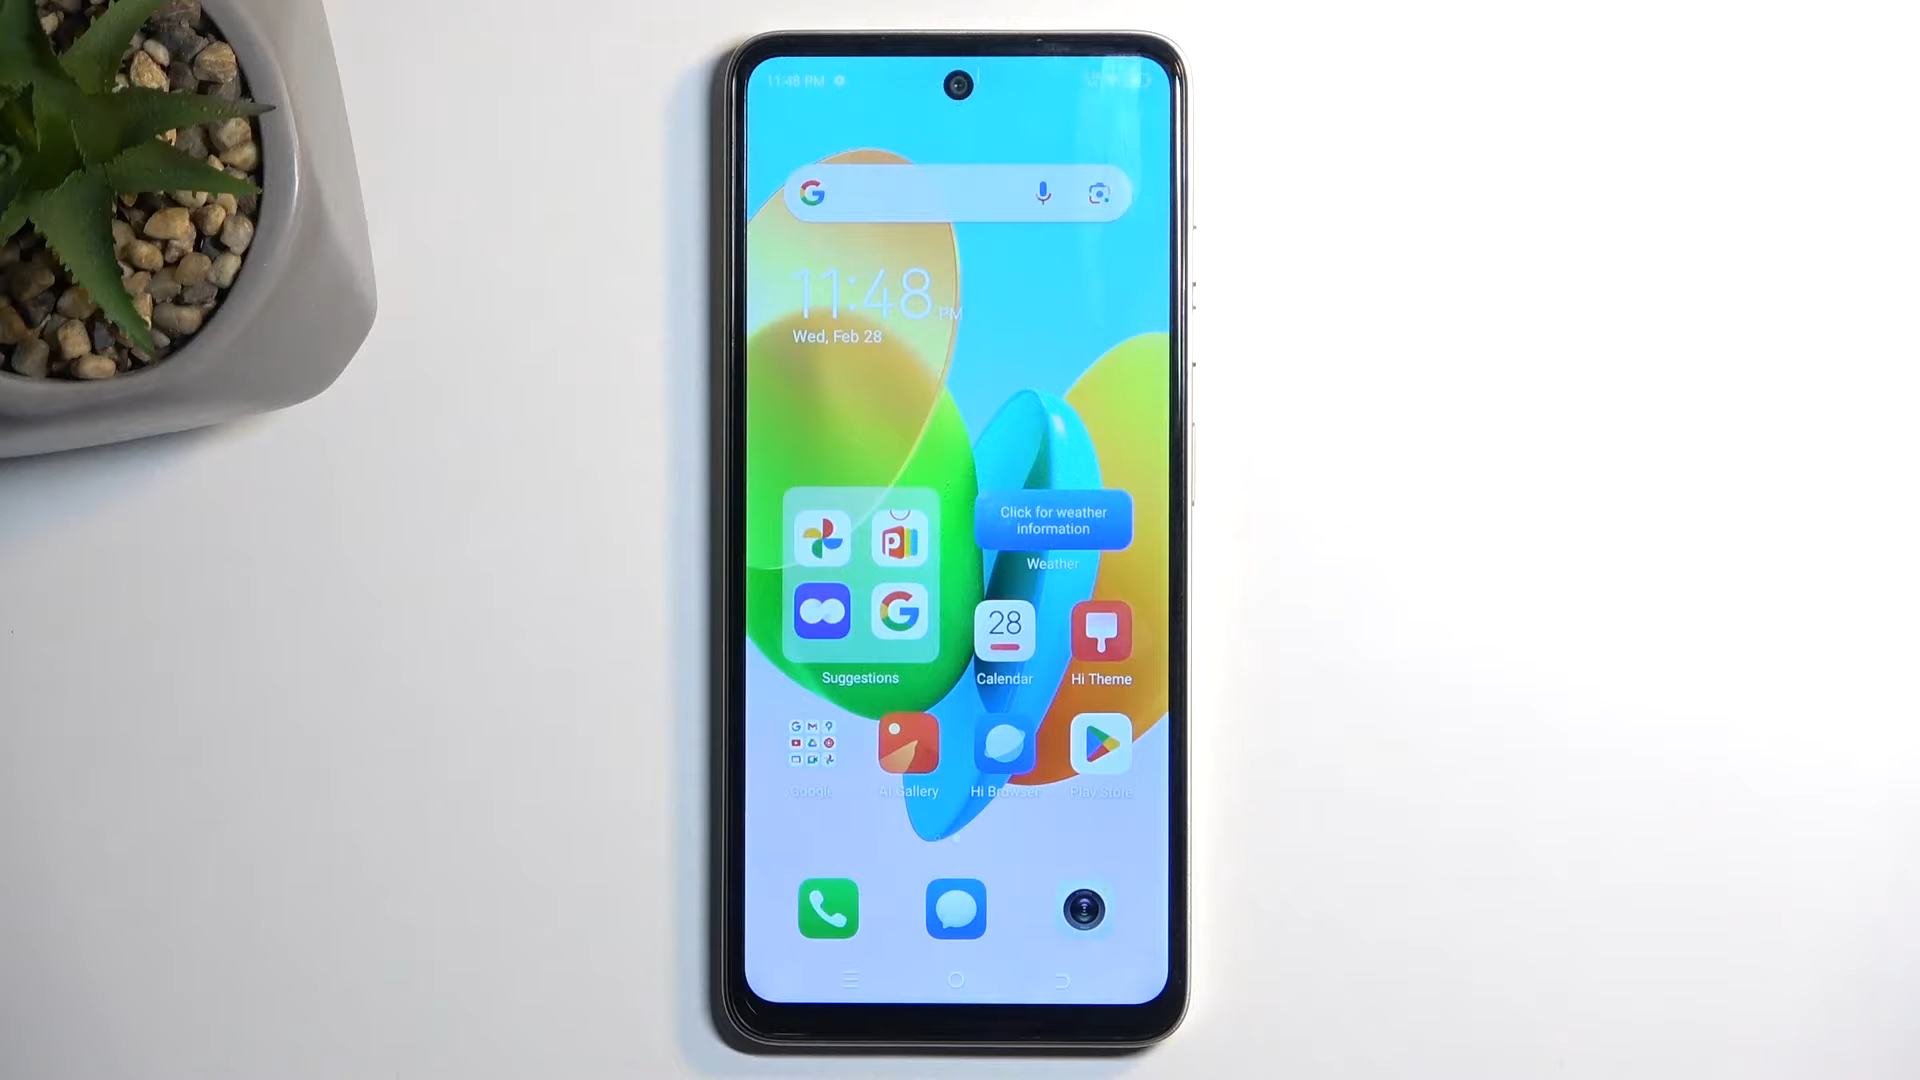 11:48 PM
11:48 PM
Wed, Feb 28
Click for weather
information
Weather
28
Suggestions
Calendar
Hi Theme
Google
AI Gallery
Hi Browser
Play Store